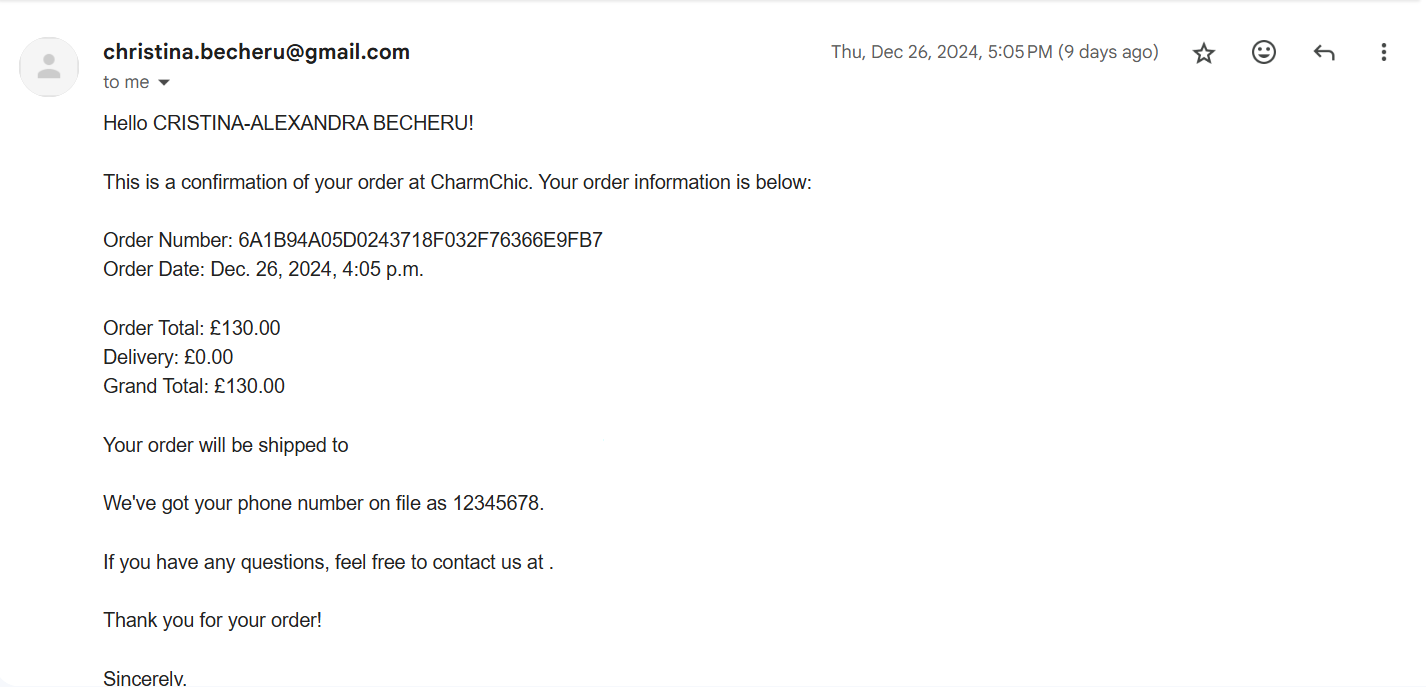 christina.becheru@gmail.com
Thu, Dec 26, 2024, 5:05 PM (9 days ago)
to me
Hello CRISTINA-ALEXANDRA BECHERU!
This is a confirmation of your order at CharmChic. Your order information is below:
Order Number: 6A1B94A05D0243718F032F76366E9FB7
Order Date: Dec. 26, 2024, 4:05 p.m.
Order Total: £130.00
Delivery: £0.00
Grand Total: £130.00
Your order will be shipped to
We've got your phone number on file as 12345678.
If you have any questions, feel free to contact us at .
Thank you for your order!
Sincerely,